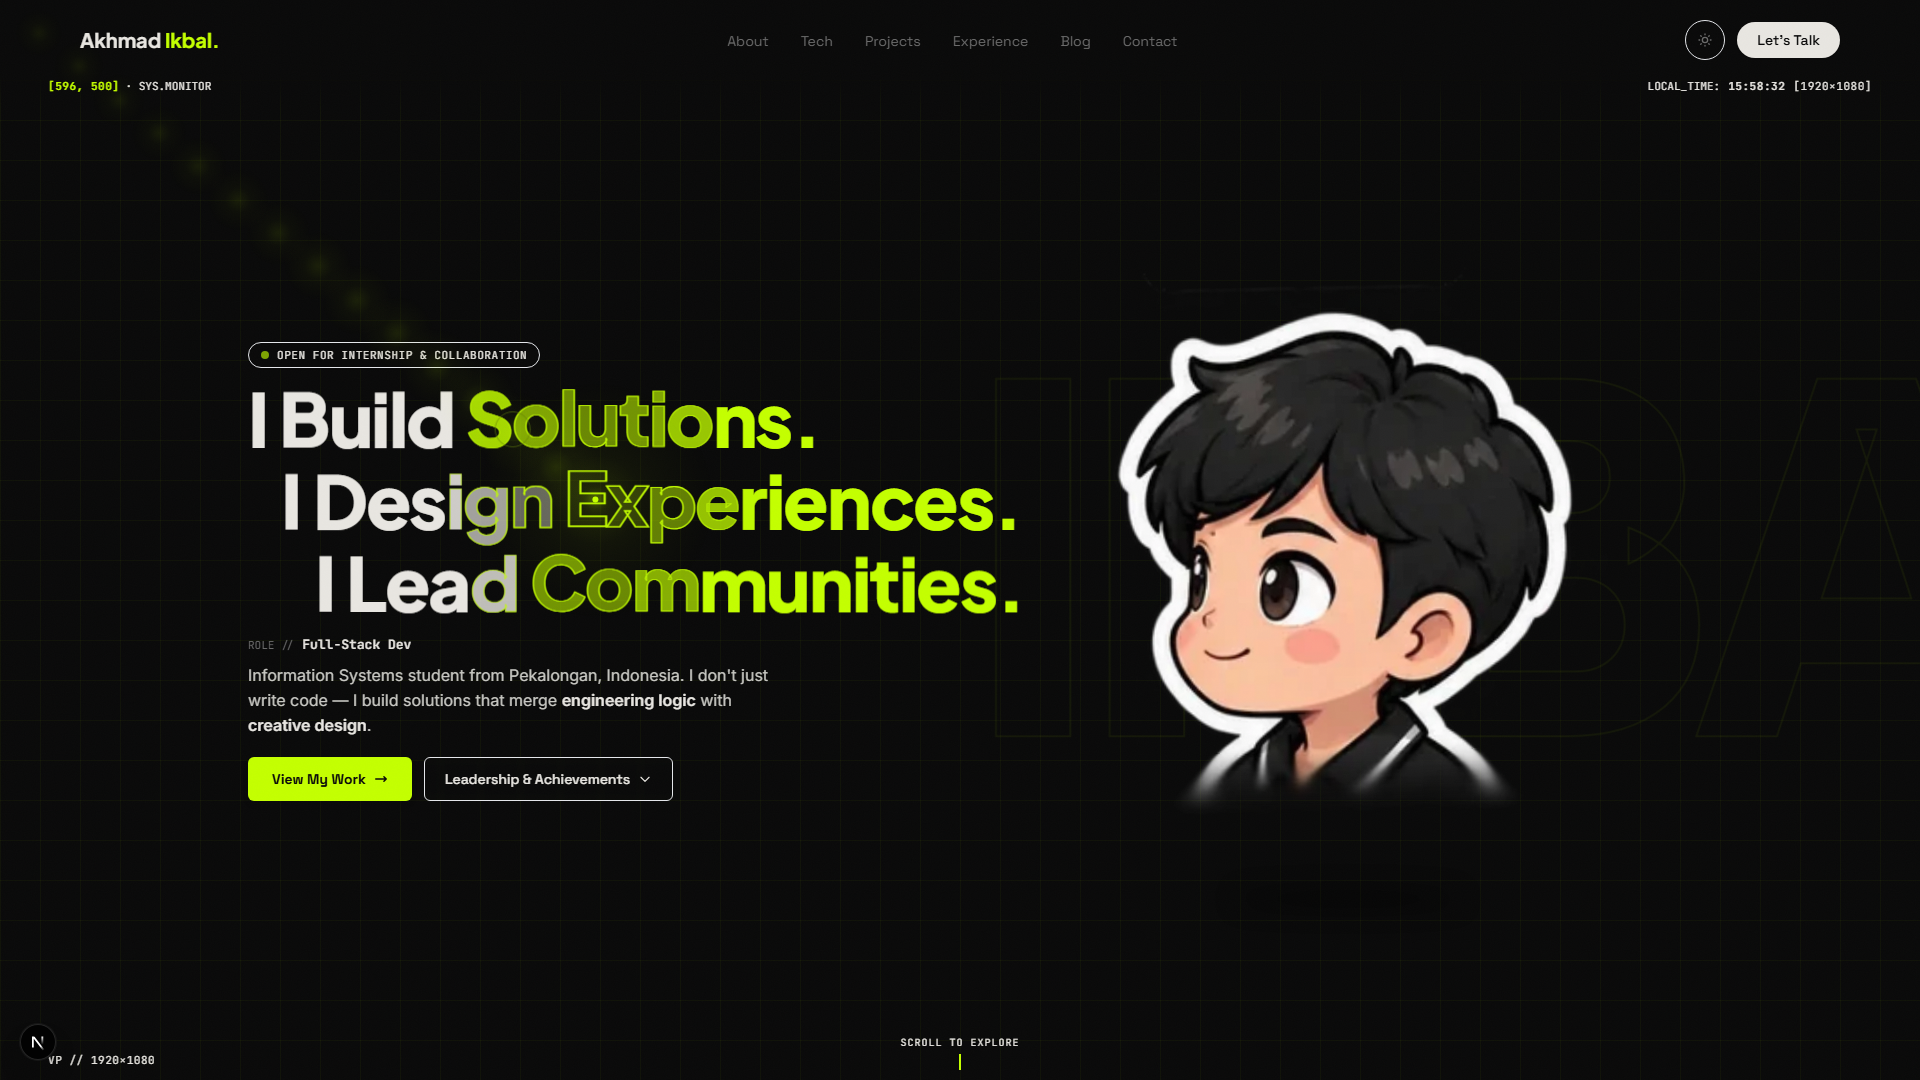 Akhmad Ikbal.
About Tech Projects Experience Blog Contact
Let's Talk
[596, 500] · SYS.MONITOR
LOCAL_TIME: 15:58:32 [1920×1080]
OPEN FOR INTERNSHIP & COLLABORATION
I Build Solutions.
I Design Experiences.
I Lead Communities.
ROLE // Full-Stack Dev
Information Systems student from Pekalongan, Indonesia. I don't just
write code — I build solutions that merge engineering logic with
creative design.
View My Work →
Leadership & Achievements
SCROLL TO EXPLORE
N
VP // 1920×1080